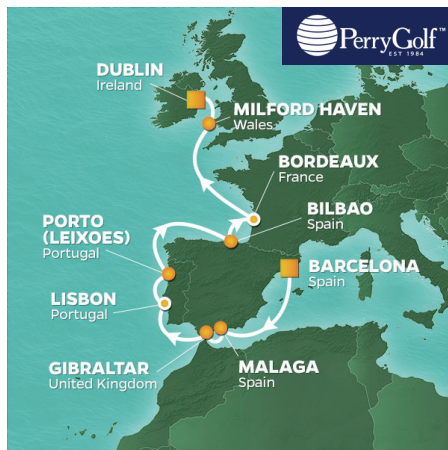 PerryGolf™
EST 1984
DUBLIN
Ireland
MILFORD HAVEN
Wales
BORDEAUX
France
BILBAO
Spain
PORTO
(LEIXOES)
Portugal
BARCELONA
Spain
LISBON
Portugal
GIBRALTAR
United Kingdom
MALAGA
Spain